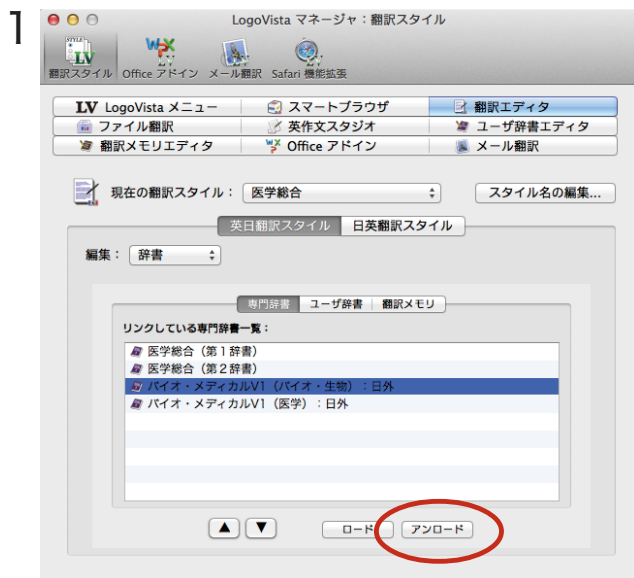 1
LogoVista マネージャ：翻訳スタイル
翻訳スタイル Office アドイン メール翻訳 Safari 機能拡張
LV LogoVista メニュー スマートブラウザ 翻訳エディタ
ファイル翻訳 英作文スタジオ ユーザ辞書エディタ
翻訳メモリエディタ Office アドイン メール翻訳
現在の翻訳スタイル： 医学総合 スタイル名の編集...
英日翻訳スタイル 日英翻訳スタイル
編集： 辞書
専門辞書 ユーザ辞書 翻訳メモリ
リンクしている専門辞書一覧：
医学総合（第１辞書）
医学総合（第２辞書）
バイオ・メディカルV1（バイオ・生物）：日外
バイオ・メディカルV1（医学）：日外
▲ ▼ ロード アンロード